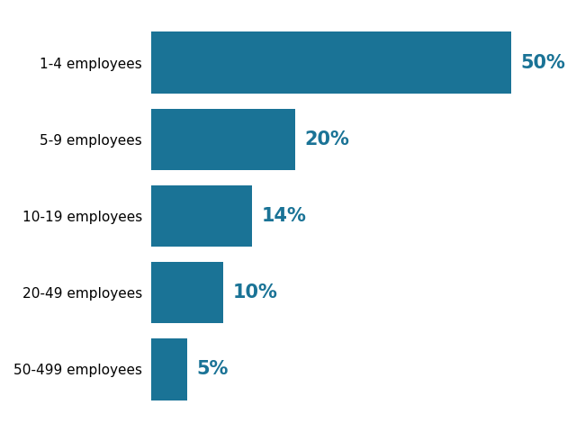 1-4 employees 50%
5-9 employees 20%
10-19 employees 14%
20-49 employees 10%
50-499 employees 5%